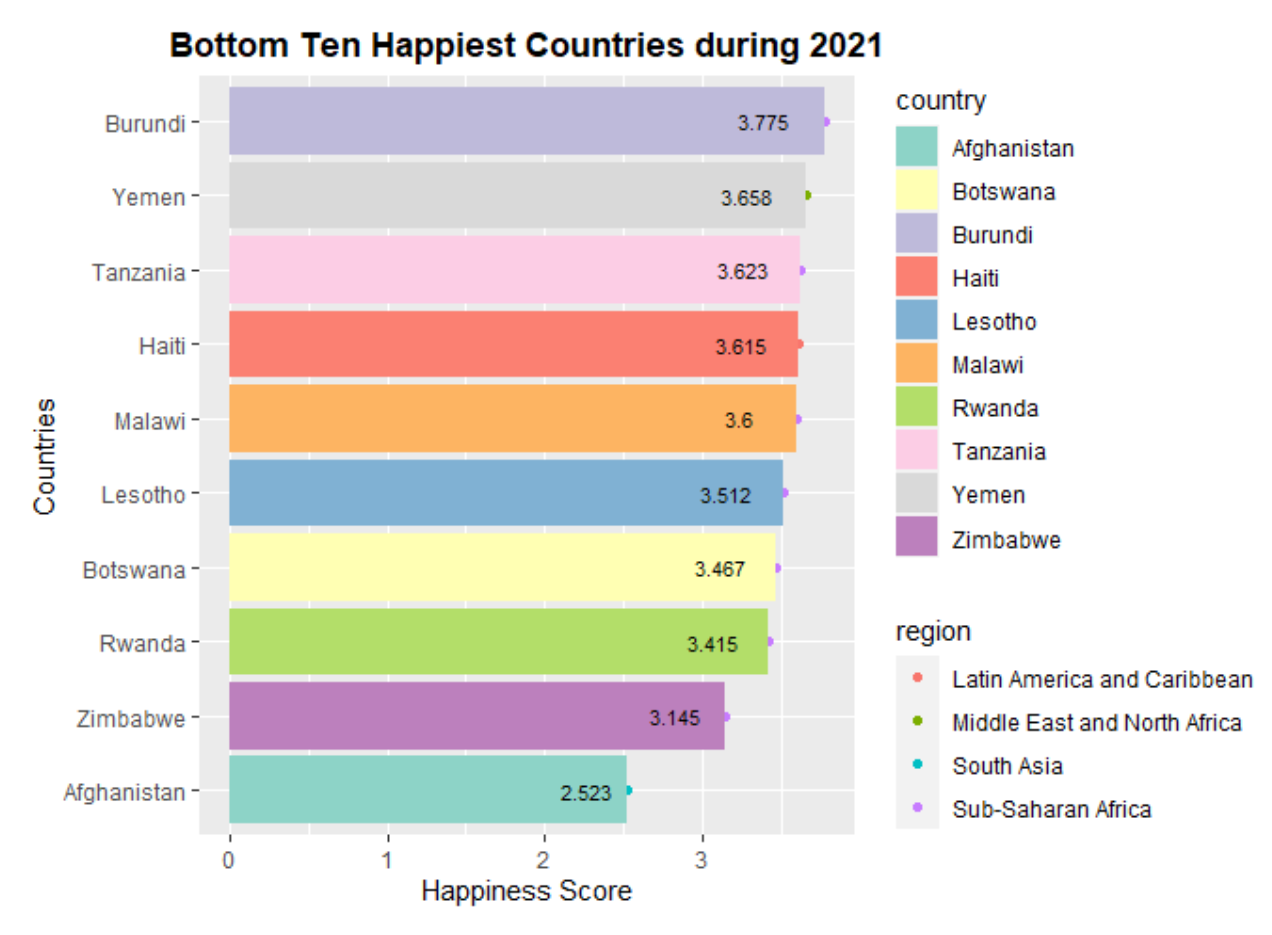 Bottom Ten Happiest Countries during 2021
Countries
Burundi 3.775
Yemen 3.658
Tanzania 3.623
Haiti 3.615
Malawi 3.6
Lesotho 3.512
Botswana 3.467
Rwanda 3.415
Zimbabwe 3.145
Afghanistan 2.523
0 1 2 3
Happiness Score
country
Afghanistan
Botswana
Burundi
Haiti
Lesotho
Malawi
Rwanda
Tanzania
Yemen
Zimbabwe
region
Latin America and Caribbean
Middle East and North Africa
South Asia
Sub-Saharan Africa